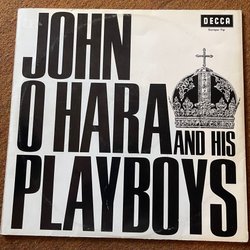 DECCA
JOHN
O'HARA
AND HIS
PLAYBOYS